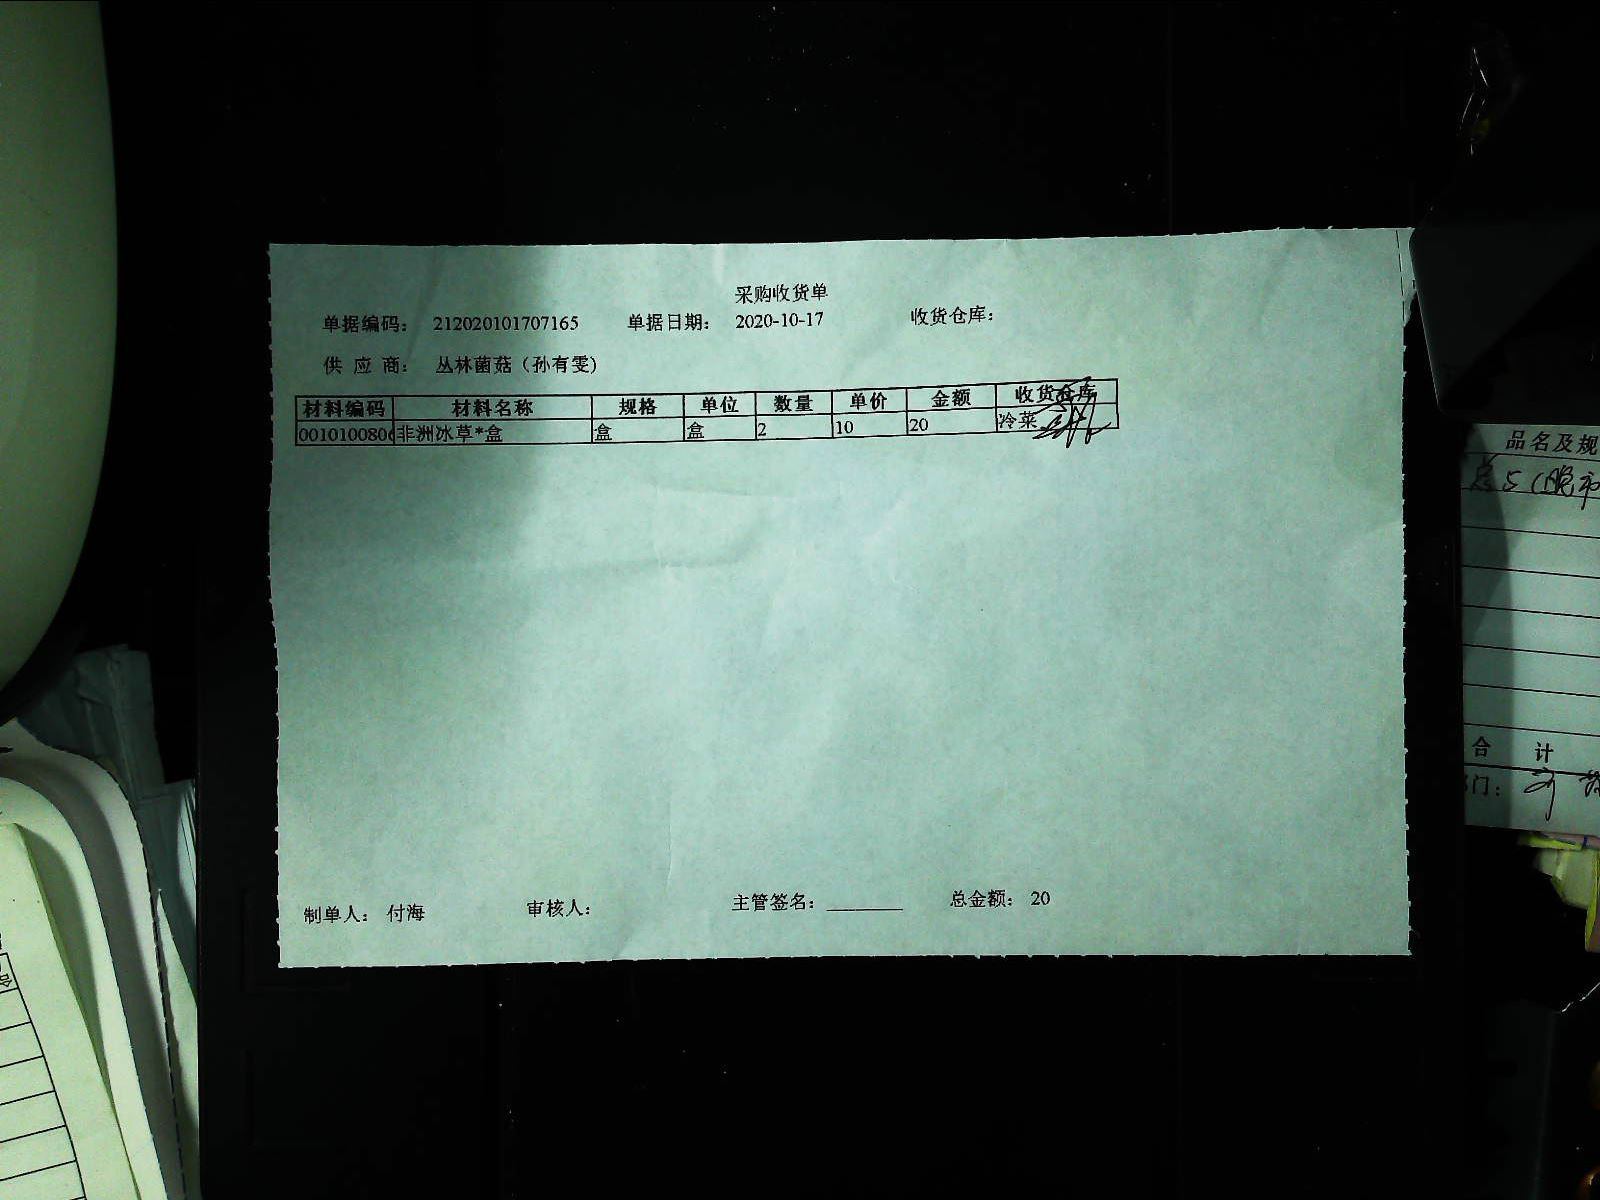 采购收货单
单据编码： 212020101707165 单据日期： 2020-10-17 收货仓库：
供 应 商： 丛林菌菇（孙有雯）
材料编码 材料名称 规格 单位 数量 单价 金额 收货仓库
001010080 非洲冰草*盒 盒 盒 2 10 20 冷菜
制单人： 付海 审核人： 主管签名： 总金额： 20
品名及规
5
合 计
门：